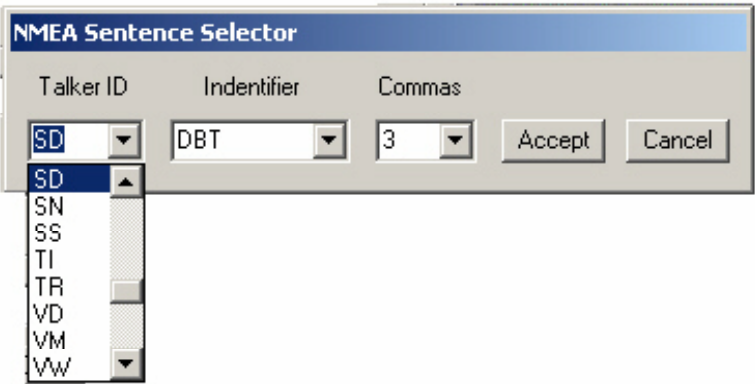 NMEA Sentence Selector
Talker ID Indentifier Commas
SD DBT 3 Accept Cancel
SD
SN
SS
TI
TR
VD
VM
VW